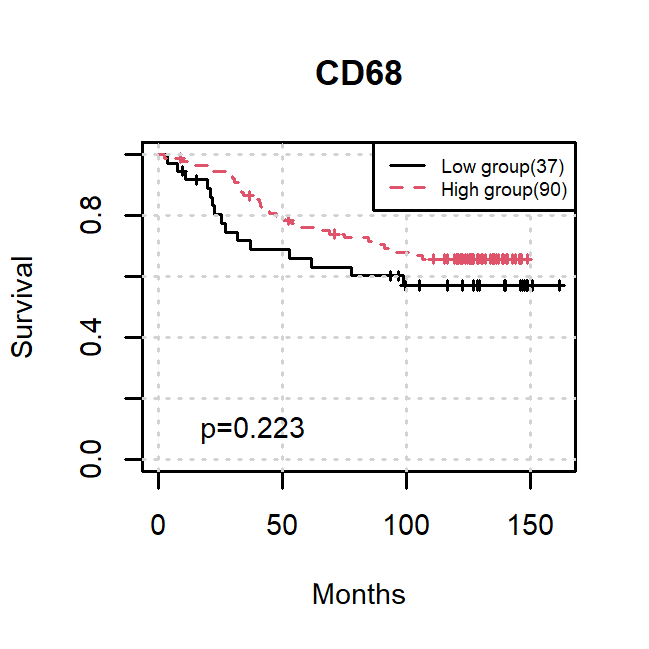 CD68
Low group(37)
High group(90)
Survival
0.8
0.4
0.0
p=0.223
0 50 100 150
Months